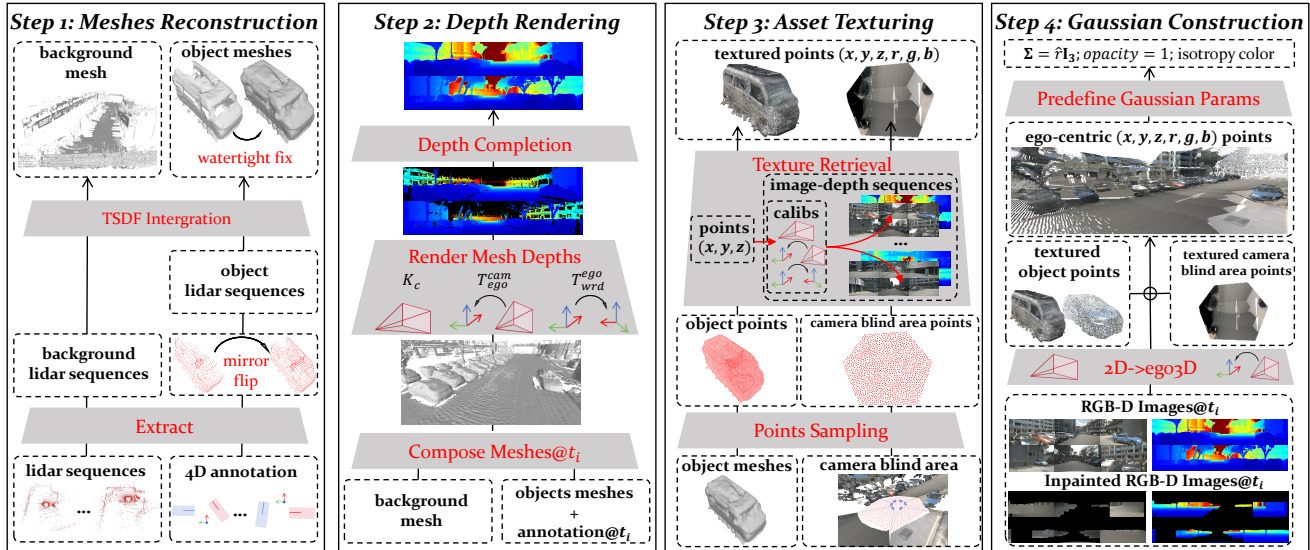 Step 1: Meshes Reconstruction
background
mesh
object meshes
watertight fix
TSDF Intergration
object
lidar sequences
background
lidar sequences
mirror
flip
Extract
lidar sequences
...
4D annotation
...
Step 2: Depth Rendering
Depth Completion
Render Mesh Depths
K_c
T_{ego}^{cam}
T_{wrd}^{ego}
Compose Meshes@t_i
background
mesh
objects meshes
+
annotation@t_i
Step 3: Asset Texturing
textured points (x, y, z, r, g, b)
Texture Retrieval
image-depth sequences
calibs
points
(x, y, z)
...
object points
camera blind area points
Points Sampling
object meshes
camera blind area
Step 4: Gaussian Construction
Σ = r̂I₃; opacity = 1; isotropy color
Predefine Gaussian Params
ego-centric (x, y, z, r, g, b) points
textured
object points
textured camera
blind area points
2D->ego3D
RGB-D Images@t_i
Inpainted RGB-D Images@t_i